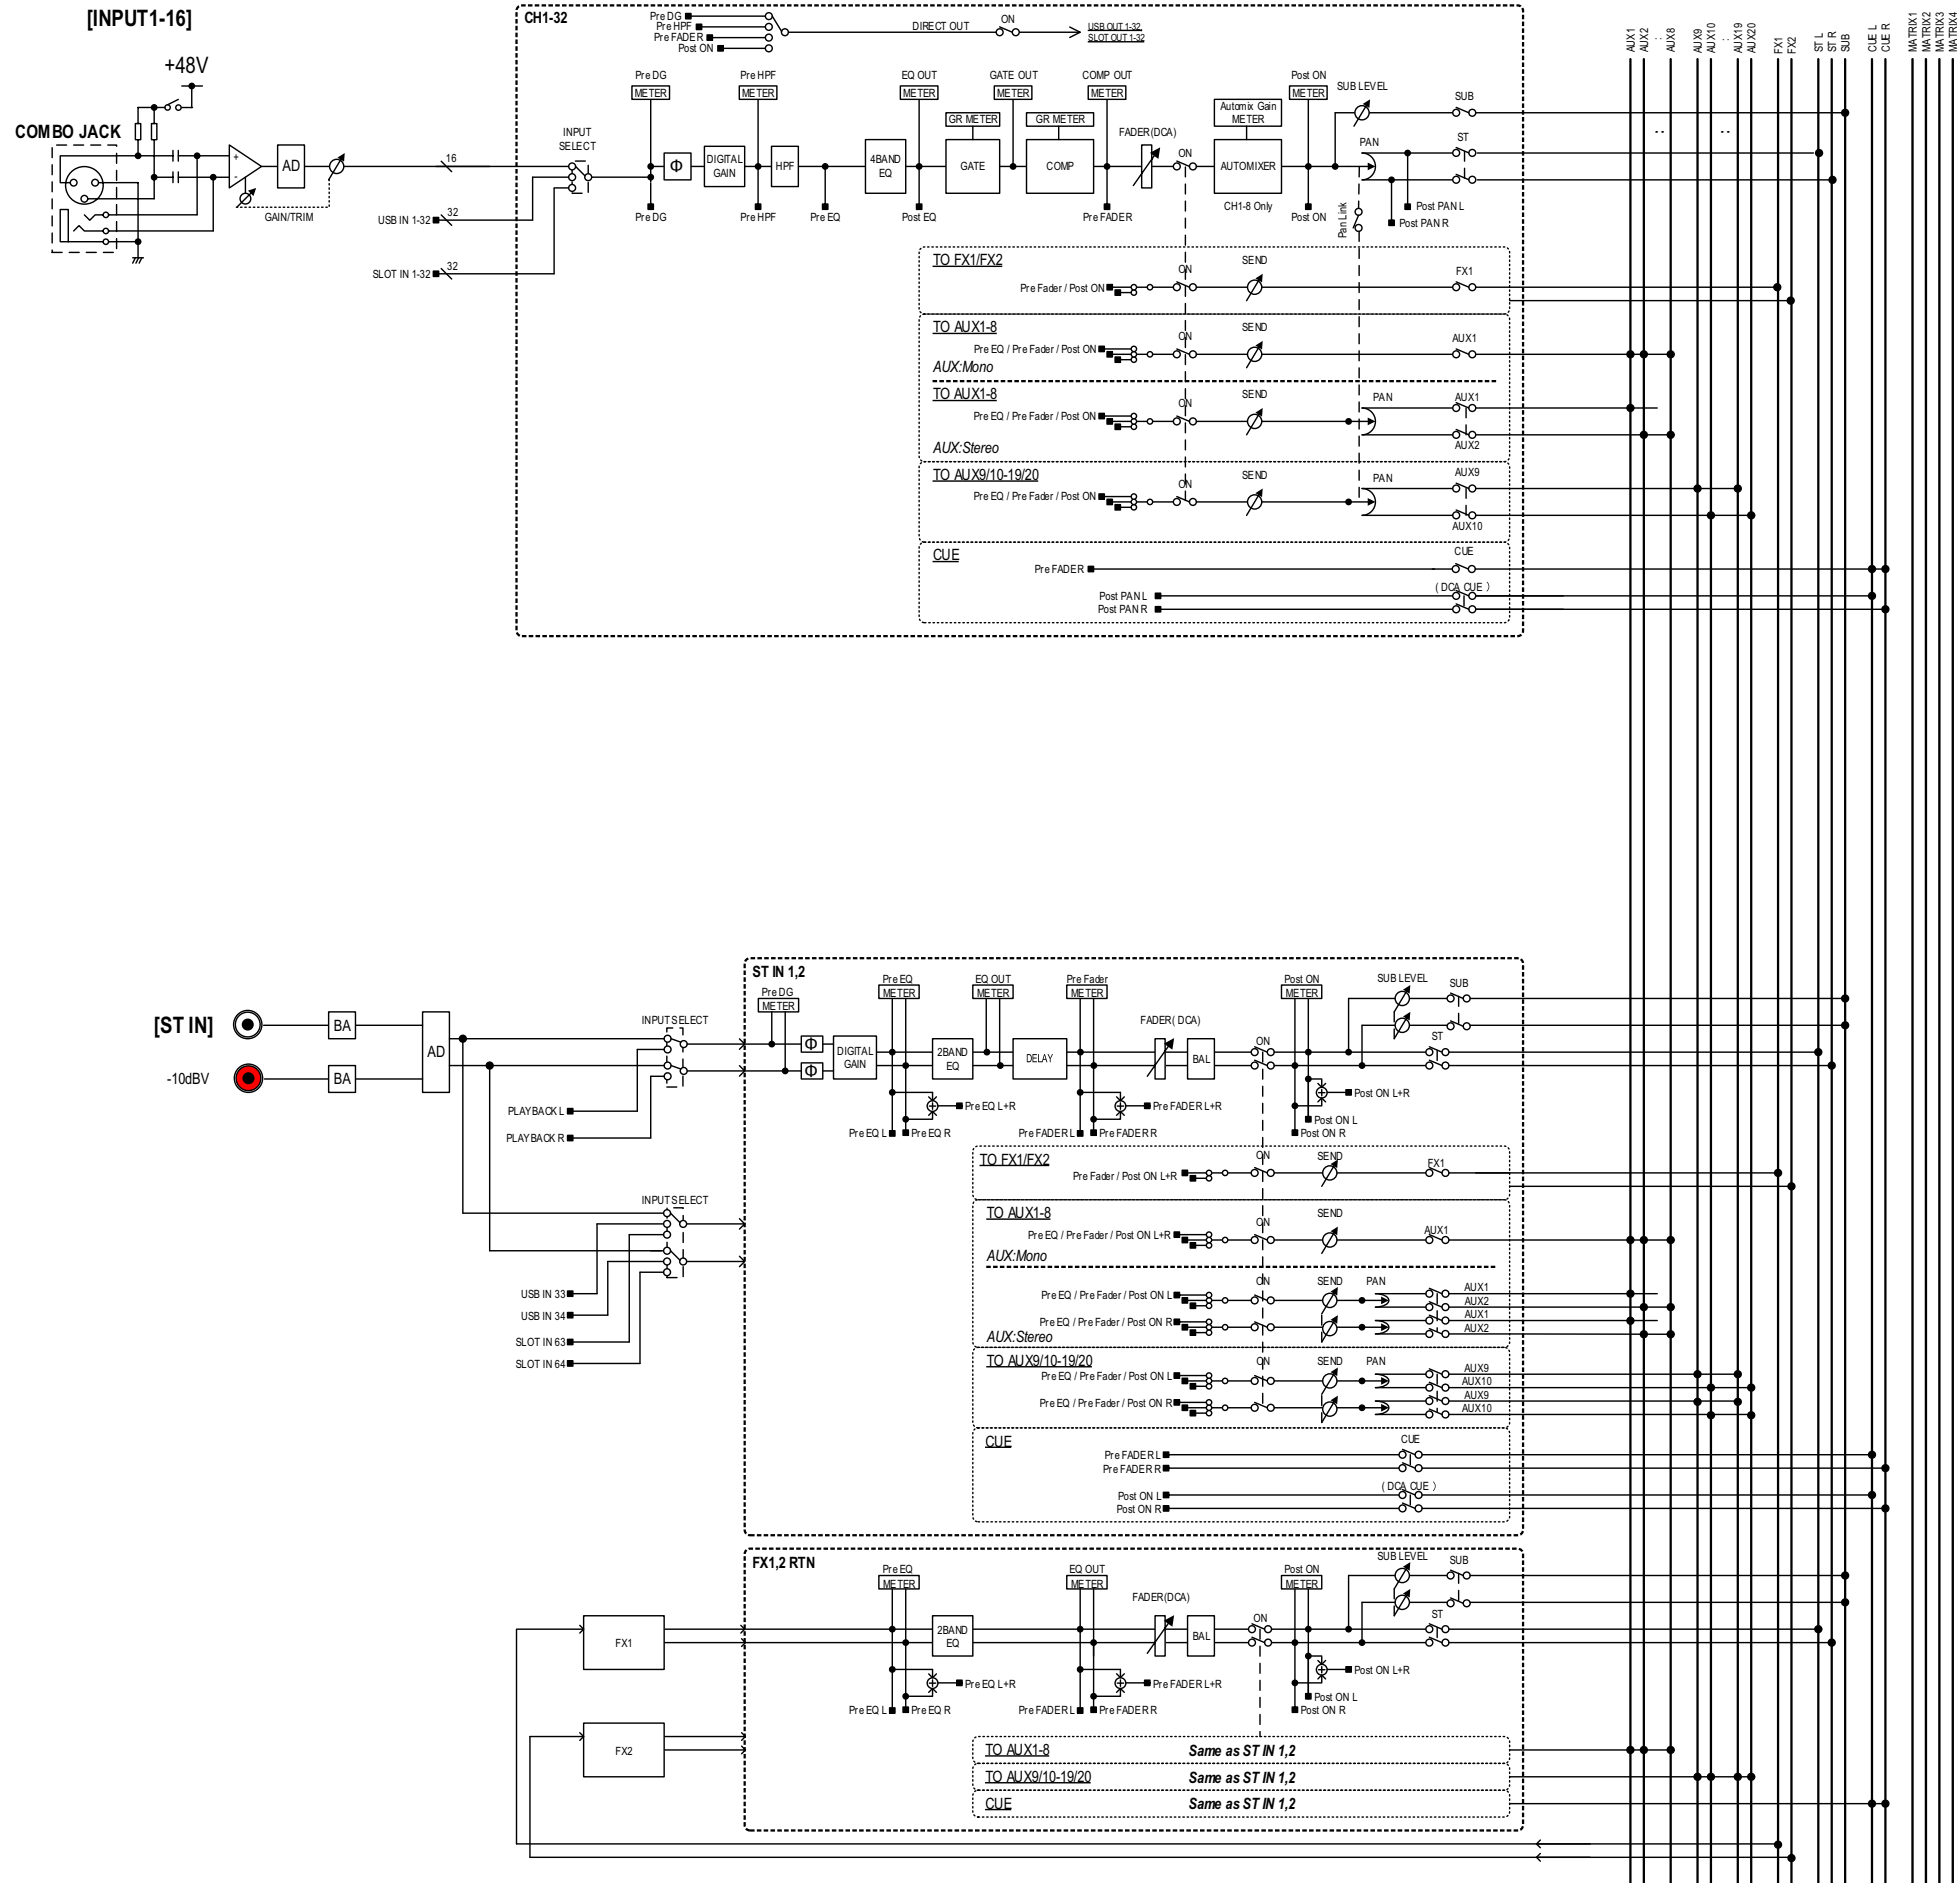 [INPUT1-16]
+48V
COMBO JACK
AD
GAIN/TRIM
16
USB IN 1-32
32
SLOT IN 1-32
32
CH1-32
Pre DG
Pre HPF
Pre FADER
Post ON
DIRECT OUT
ON
USB OUT 1-32
SLOT OUT 1-32
INPUT
SELECT
Pre DG
METER
Pre HPF
METER
EQ OUT
METER
GATE OUT
METER
COMP OUT
METER
Post ON
METER
GR METER
GR METER
Automix Gain
METER
SUB LEVEL
SUB
ST
PAN
FADER(DCA)
ON
Φ
DIGITAL
GAIN
HPF
4BAND
EQ
GATE
COMP
AUTOMIXER
CH1-8 Only
Pre DG
Pre HPF
Pre EQ
Post EQ
Pre FADER
Post ON
Pan Link
Post PAN L
Post PAN R
TO FX1/FX2
Pre Fader / Post ON
ON
SEND
FX1
TO AUX1-8
Pre EQ / Pre Fader / Post ON
AUX:Mono
ON
SEND
AUX1
TO AUX1-8
Pre EQ / Pre Fader / Post ON
AUX:Stereo
ON
SEND
PAN
AUX1
AUX2
TO AUX9/10-19/20
Pre EQ / Pre Fader / Post ON
ON
SEND
PAN
AUX9
AUX10
CUE
Pre FADER
CUE
Post PAN L
Post PAN R
( DCA CUE )
AUX1
AUX2
:
AUX8
AUX9
AUX10
:
AUX19
AUX20
FX1
FX2
ST L
ST R
SUB
CUE L
CUE R
MATRIX1
MATRIX2
MATRIX3
MATRIX4
[ST IN]
-10dBV
BA
BA
AD
INPUT SELECT
PLAYBACK L
PLAYBACK R
INPUT SELECT
USB IN 33
USB IN 34
SLOT IN 63
SLOT IN 64
ST IN 1,2
Pre DG
METER
Pre EQ
METER
EQ OUT
METER
Pre Fader
METER
Post ON
METER
SUB LEVEL
SUB
ST
Φ
Φ
DIGITAL
GAIN
2BAND
EQ
DELAY
FADER( DCA)
BAL
ON
Pre EQ L+R
Pre EQ L
Pre EQ R
Pre FADER L+R
Pre FADER L
Pre FADER R
Post ON L+R
Post ON L
Post ON R
TO FX1/FX2
Pre Fader / Post ON L+R
ON
SEND
FX1
TO AUX1-8
Pre EQ / Pre Fader / Post ON L+R
AUX:Mono
ON
SEND
AUX1
Pre EQ / Pre Fader / Post ON L
Pre EQ / Pre Fader / Post ON R
AUX:Stereo
ON
SEND
PAN
AUX1
AUX2
AUX1
AUX2
TO AUX9/10-19/20
Pre EQ / Pre Fader / Post ON L
Pre EQ / Pre Fader / Post ON R
ON
SEND
PAN
AUX9
AUX10
AUX9
AUX10
CUE
Pre FADER L
Pre FADER R
CUE
Post ON L
Post ON R
( DCA CUE )
FX1,2 RTN
FX1
FX2
Pre EQ
METER
EQ OUT
METER
Post ON
METER
SUB LEVEL
SUB
ST
2BAND
EQ
FADER(DCA)
BAL
ON
Pre EQ L+R
Pre EQ L
Pre EQ R
Pre FADER L+R
Pre FADER L
Pre FADER R
Post ON L+R
Post ON L
Post ON R
TO AUX1-8
Same as ST IN 1,2
TO AUX9/10-19/20
Same as ST IN 1,2
CUE
Same as ST IN 1,2